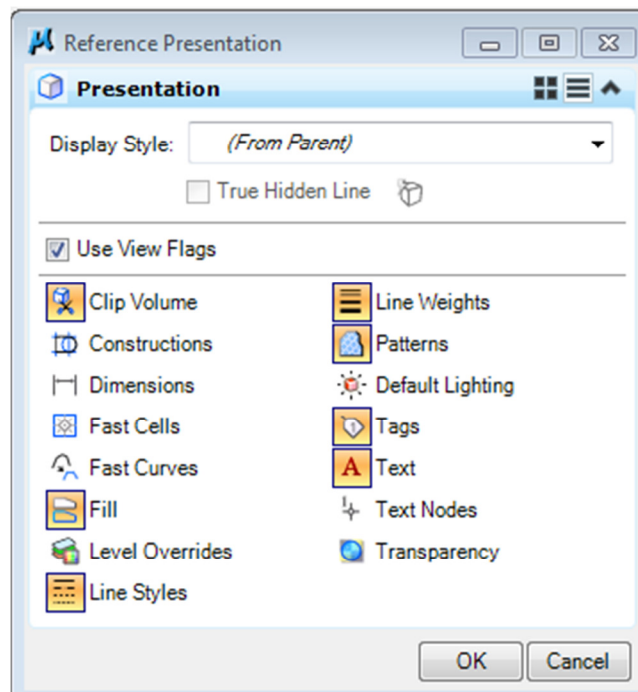 Reference Presentation
Presentation
Display Style: (From Parent)
True Hidden Line
Use View Flags
Clip Volume
Constructions
Dimensions
Fast Cells
Fast Curves
Fill
Level Overrides
Line Styles
Line Weights
Patterns
Default Lighting
Tags
A Text
Text Nodes
Transparency
OK Cancel